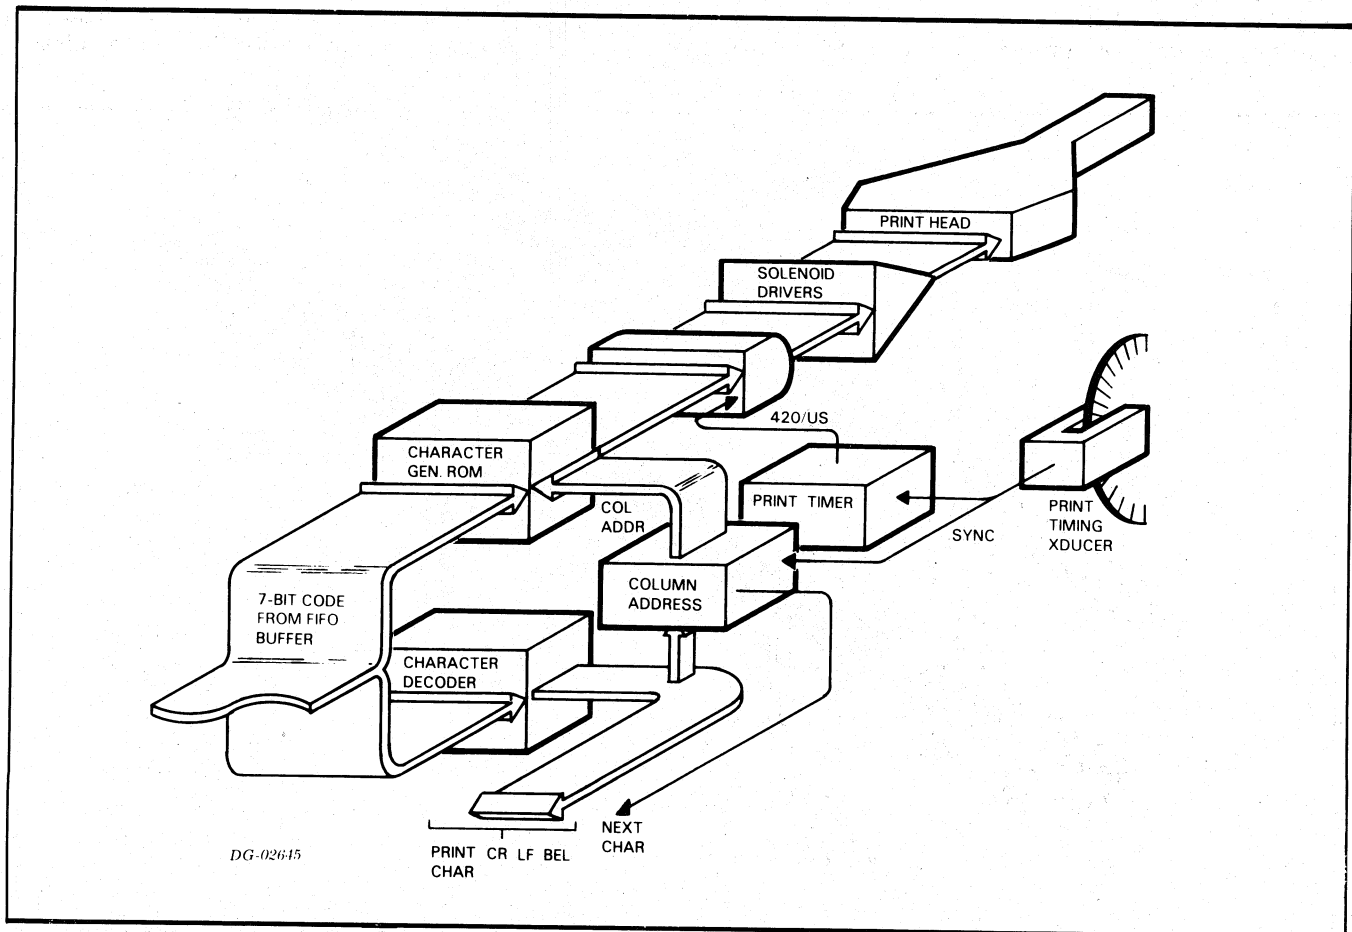 PRINT HEAD
SOLENOID
DRIVERS
420/US
CHARACTER
GEN. ROM
PRINT TIMER
COL
ADDR
SYNC
PRINT
TIMING
XDUCER
COLUMN
ADDRESS
7-BIT CODE
FROM FIFO
BUFFER
CHARACTER
DECODER
NEXT
CHAR
PRINT CR LF BEL
CHAR
DG-02645